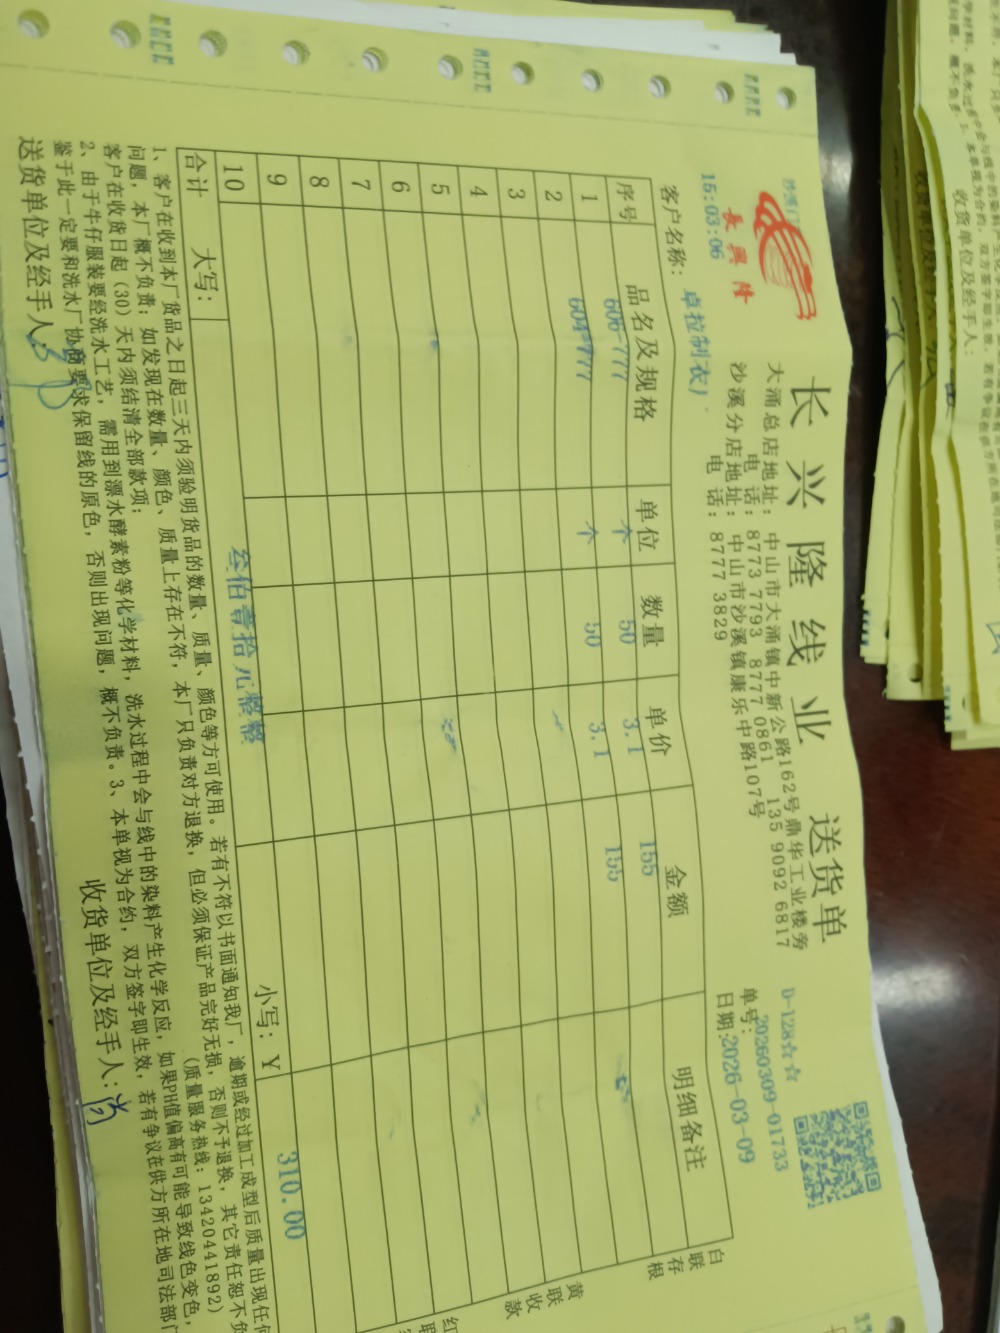 長興隆
长兴隆线业 送货单
D-128☆☆
大涌总店地址: 中山市大涌镇中新公路162号鼎华工业楼旁
电 话: 8773 7793 8777 0861 135 9092 6817
沙溪分店地址: 中山市沙溪镇康乐中路107号
电 话: 8777 3829
单号: 20260309-01733
15:03:06
日期: 2026-03-09
客户名称: 卓拉制衣厂
序号 品名及规格 单位 数量 单价 金额 明细备注
1 606-777 个 50 3.1 155
2 604-777 个 50 3.1 155
3
4
5
6
7
8
9
10
合计 大写: 叁佰壹拾元整 小写: Y 310.00
白联存根
黄联收款
红联
1、客户在收到本厂货品之日起三天内须验明货品的数量、质量、颜色等方可使用。若有不符以书面通知我厂,逾期或经过加工成型后质量出现任何
问题,本厂概不负责;如发现在数量、颜色、质量上存在不符,本厂只负责对方退换,但必须保证产品完好无损,否则不予退换,其它责任恕不负
客户在收货日起(30)天内须结清全部款项; (质量服务热线:13420441892)
2、由于牛仔服装要经洗水工艺,需用到漂水酵素粉等化学材料,洗水过程中会与线中的染料产生化学反应,如果PH值偏高有可能导致线色变色,
鉴于此一定要和洗水厂协商要求保留线的原色,否则出现问题,概不负责。3、本单视为合约,双方签字即生效,若有争议在供方所在地司法部门
送货单位及经手人: 收货单位及经手人:
收货单位及经手人: